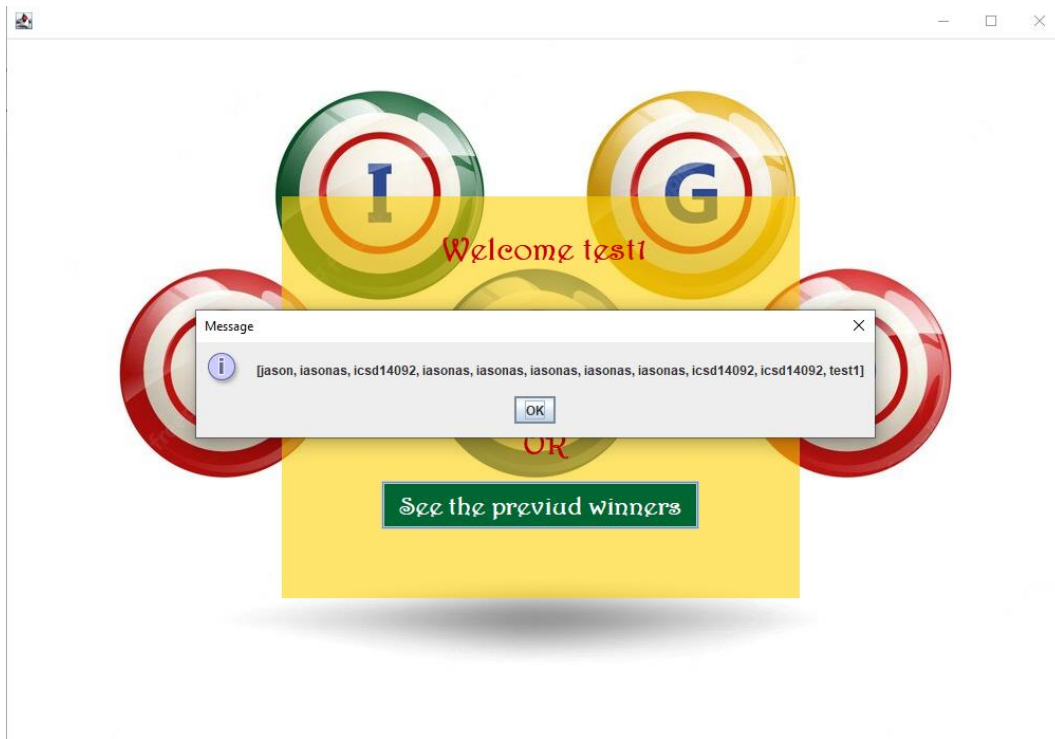 I
G
Welcome test1
Message
[jason, iasonas, icsd14092, iasonas, iasonas, iasonas, iasonas, iasonas, icsd14092, icsd14092, test1]
OK
OR
See the previud winners